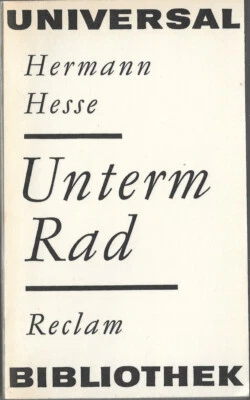 UNIVERSAL
Hermann
Hesse
Unterm
Rad
Reclam
BIBLIOTHEK